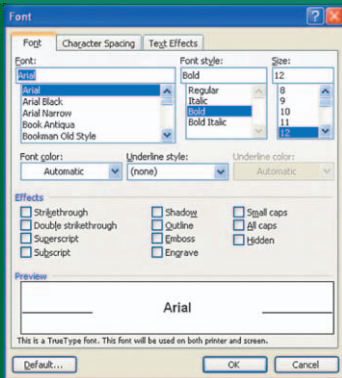 Font
Font Character Spacing Text Effects
Font: Font style: Size:
Arial Bold 12
Arial Regular 8
Arial Black Italic 9
Arial Narrow Bold 10
Book Antiqua Bold Italic 11
Bookman Old Style 12
Font color: Underline style: Underline color:
Automatic (none) Automatic
Effects
Strikethrough Shadow Small caps
Double strikethrough Outline All caps
Superscript Emboss Hidden
Subscript Engrave
Preview
Arial
This is a TrueType font. This font will be used on both printer and screen.
Default... OK Cancel